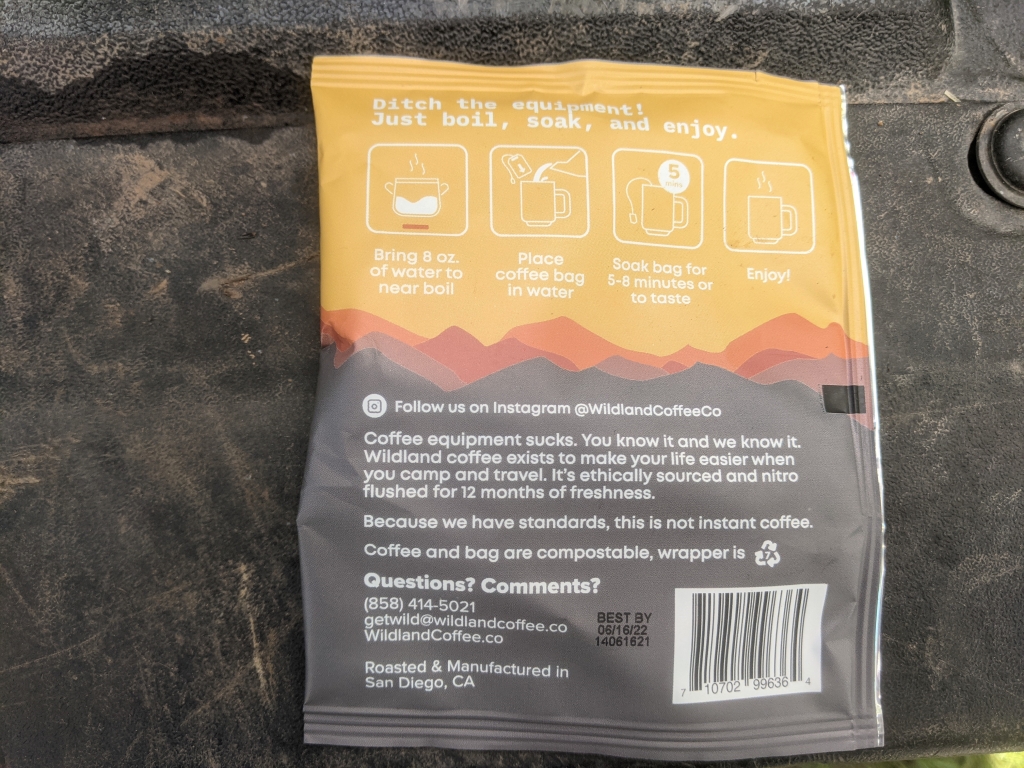 Ditch the equipment!
Just boil, soak, and enjoy.
5
mins
Bring 8 oz.
of water to
near boil
Place
coffee bag
in water
Soak bag for
5-8 minutes or
to taste
Enjoy!
Follow us on Instagram @WildlandCoffeeCo
Coffee equipment sucks. You know it and we know it.
Wildland coffee exists to make your life easier when
you camp and travel. It's ethically sourced and nitro
flushed for 12 months of freshness.
Because we have standards, this is not instant coffee.
Coffee and bag are compostable, wrapper is
7
Questions? Comments?
(858) 414-5021
getwild@wildlandcoffee.co
WildlandCoffee.co
Roasted & Manufactured in
San Diego, CA
BEST BY
06/16/22
14061621
7 10702 99636 4